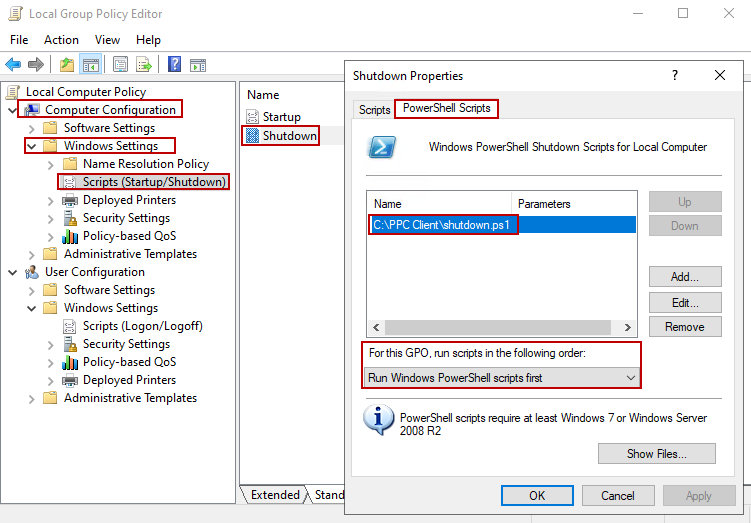 Local Group Policy Editor
File Action View Help
Local Computer Policy
Computer Configuration
Software Settings
Windows Settings
Name Resolution Policy
Scripts (Startup/Shutdown)
Deployed Printers
Security Settings
Policy-based QoS
Administrative Templates
User Configuration
Software Settings
Windows Settings
Scripts (Logon/Logoff)
Security Settings
Policy-based QoS
Deployed Printers
Administrative Templates
Name
Startup
Shutdown
Extended Stand
Shutdown Properties
Scripts PowerShell Scripts
Windows PowerShell Shutdown Scripts for Local Computer
Name Parameters
C:\PPC Client\shutdown.ps1
Up
Down
Add...
Edit...
Remove
For this GPO, run scripts in the following order:
Run Windows PowerShell scripts first
PowerShell scripts require at least Windows 7 or Windows Server
2008 R2
Show Files...
OK Cancel Apply